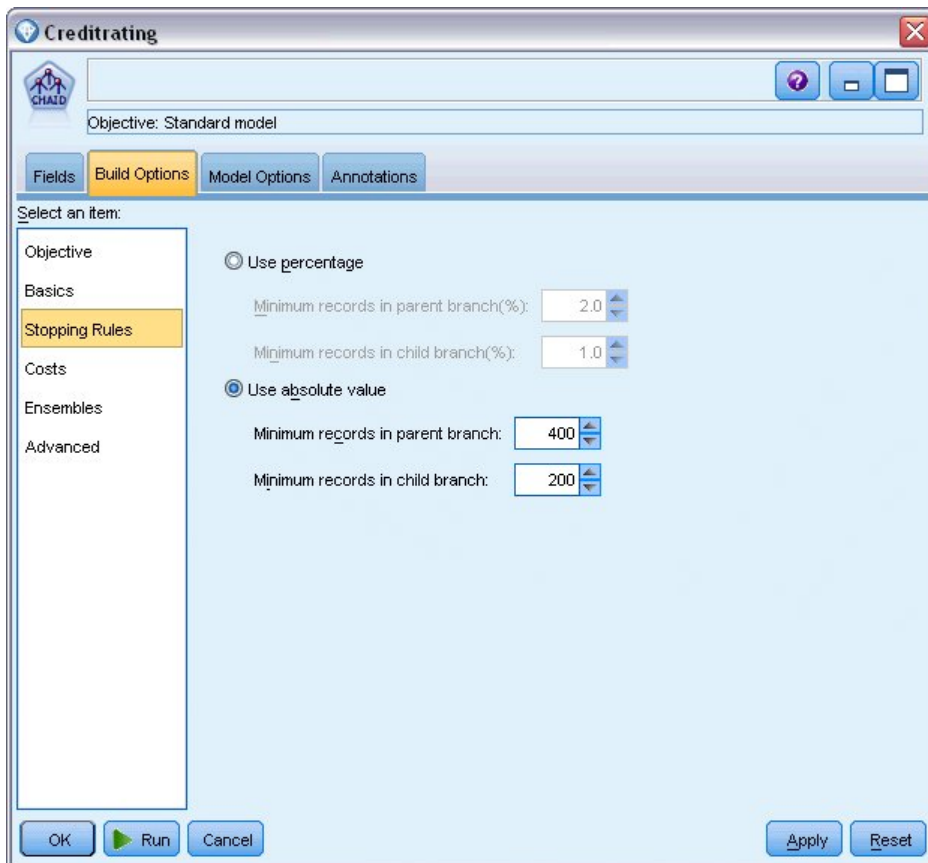 Creditrating
CHAID
?
Objective: Standard model
Fields Build Options Model Options Annotations
Select an item:
Objective
Basics
Stopping Rules
Costs
Ensembles
Advanced
Use percentage
Minimum records in parent branch(%): 2.0
Minimum records in child branch(%): 1.0
Use absolute value
Minimum records in parent branch: 400
Minimum records in child branch: 200
OK Run Cancel Apply Reset